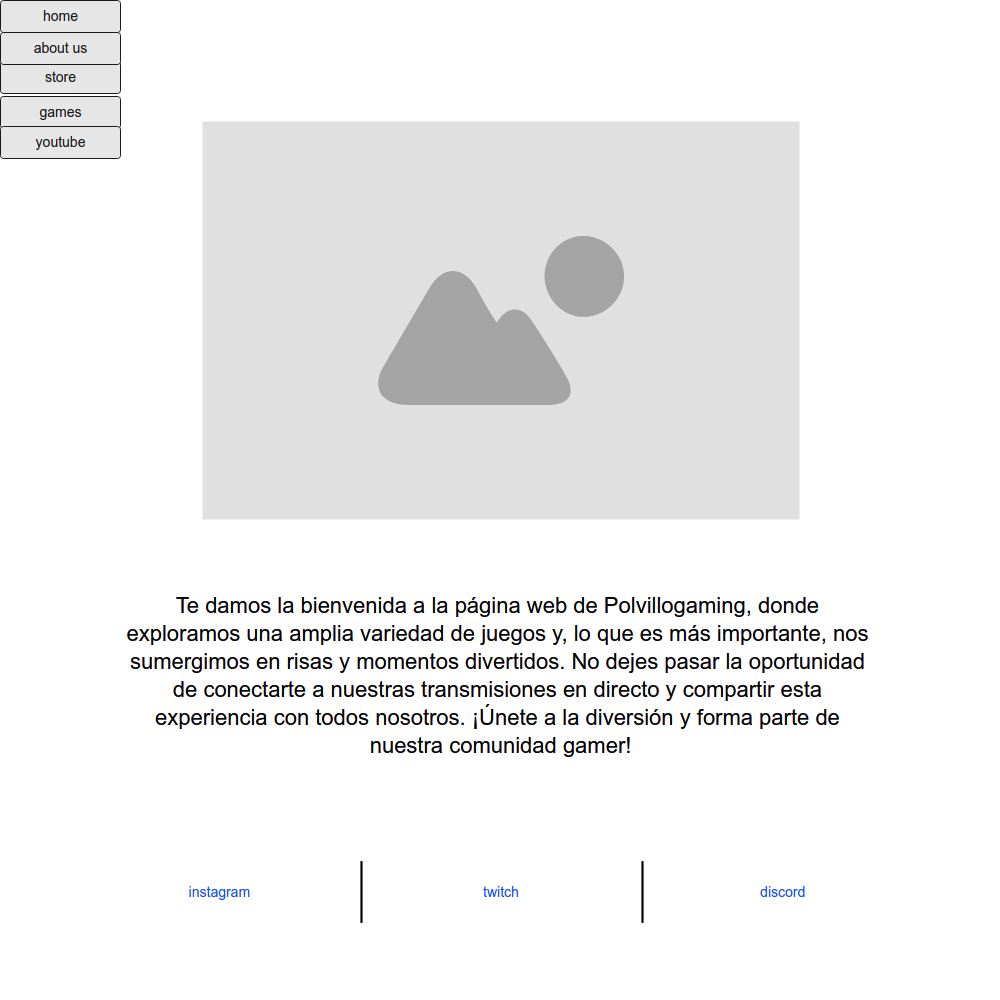 home
about us
store
games
youtube
Te damos la bienvenida a la página web de Polvillogaming, donde
exploramos una amplia variedad de juegos y, lo que es más importante, nos
sumergimos en risas y momentos divertidos. No dejes pasar la oportunidad
de conectarte a nuestras transmisiones en directo y compartir esta
experiencia con todos nosotros. ¡Únete a la diversión y forma parte de
nuestra comunidad gamer!
instagram
twitch
discord